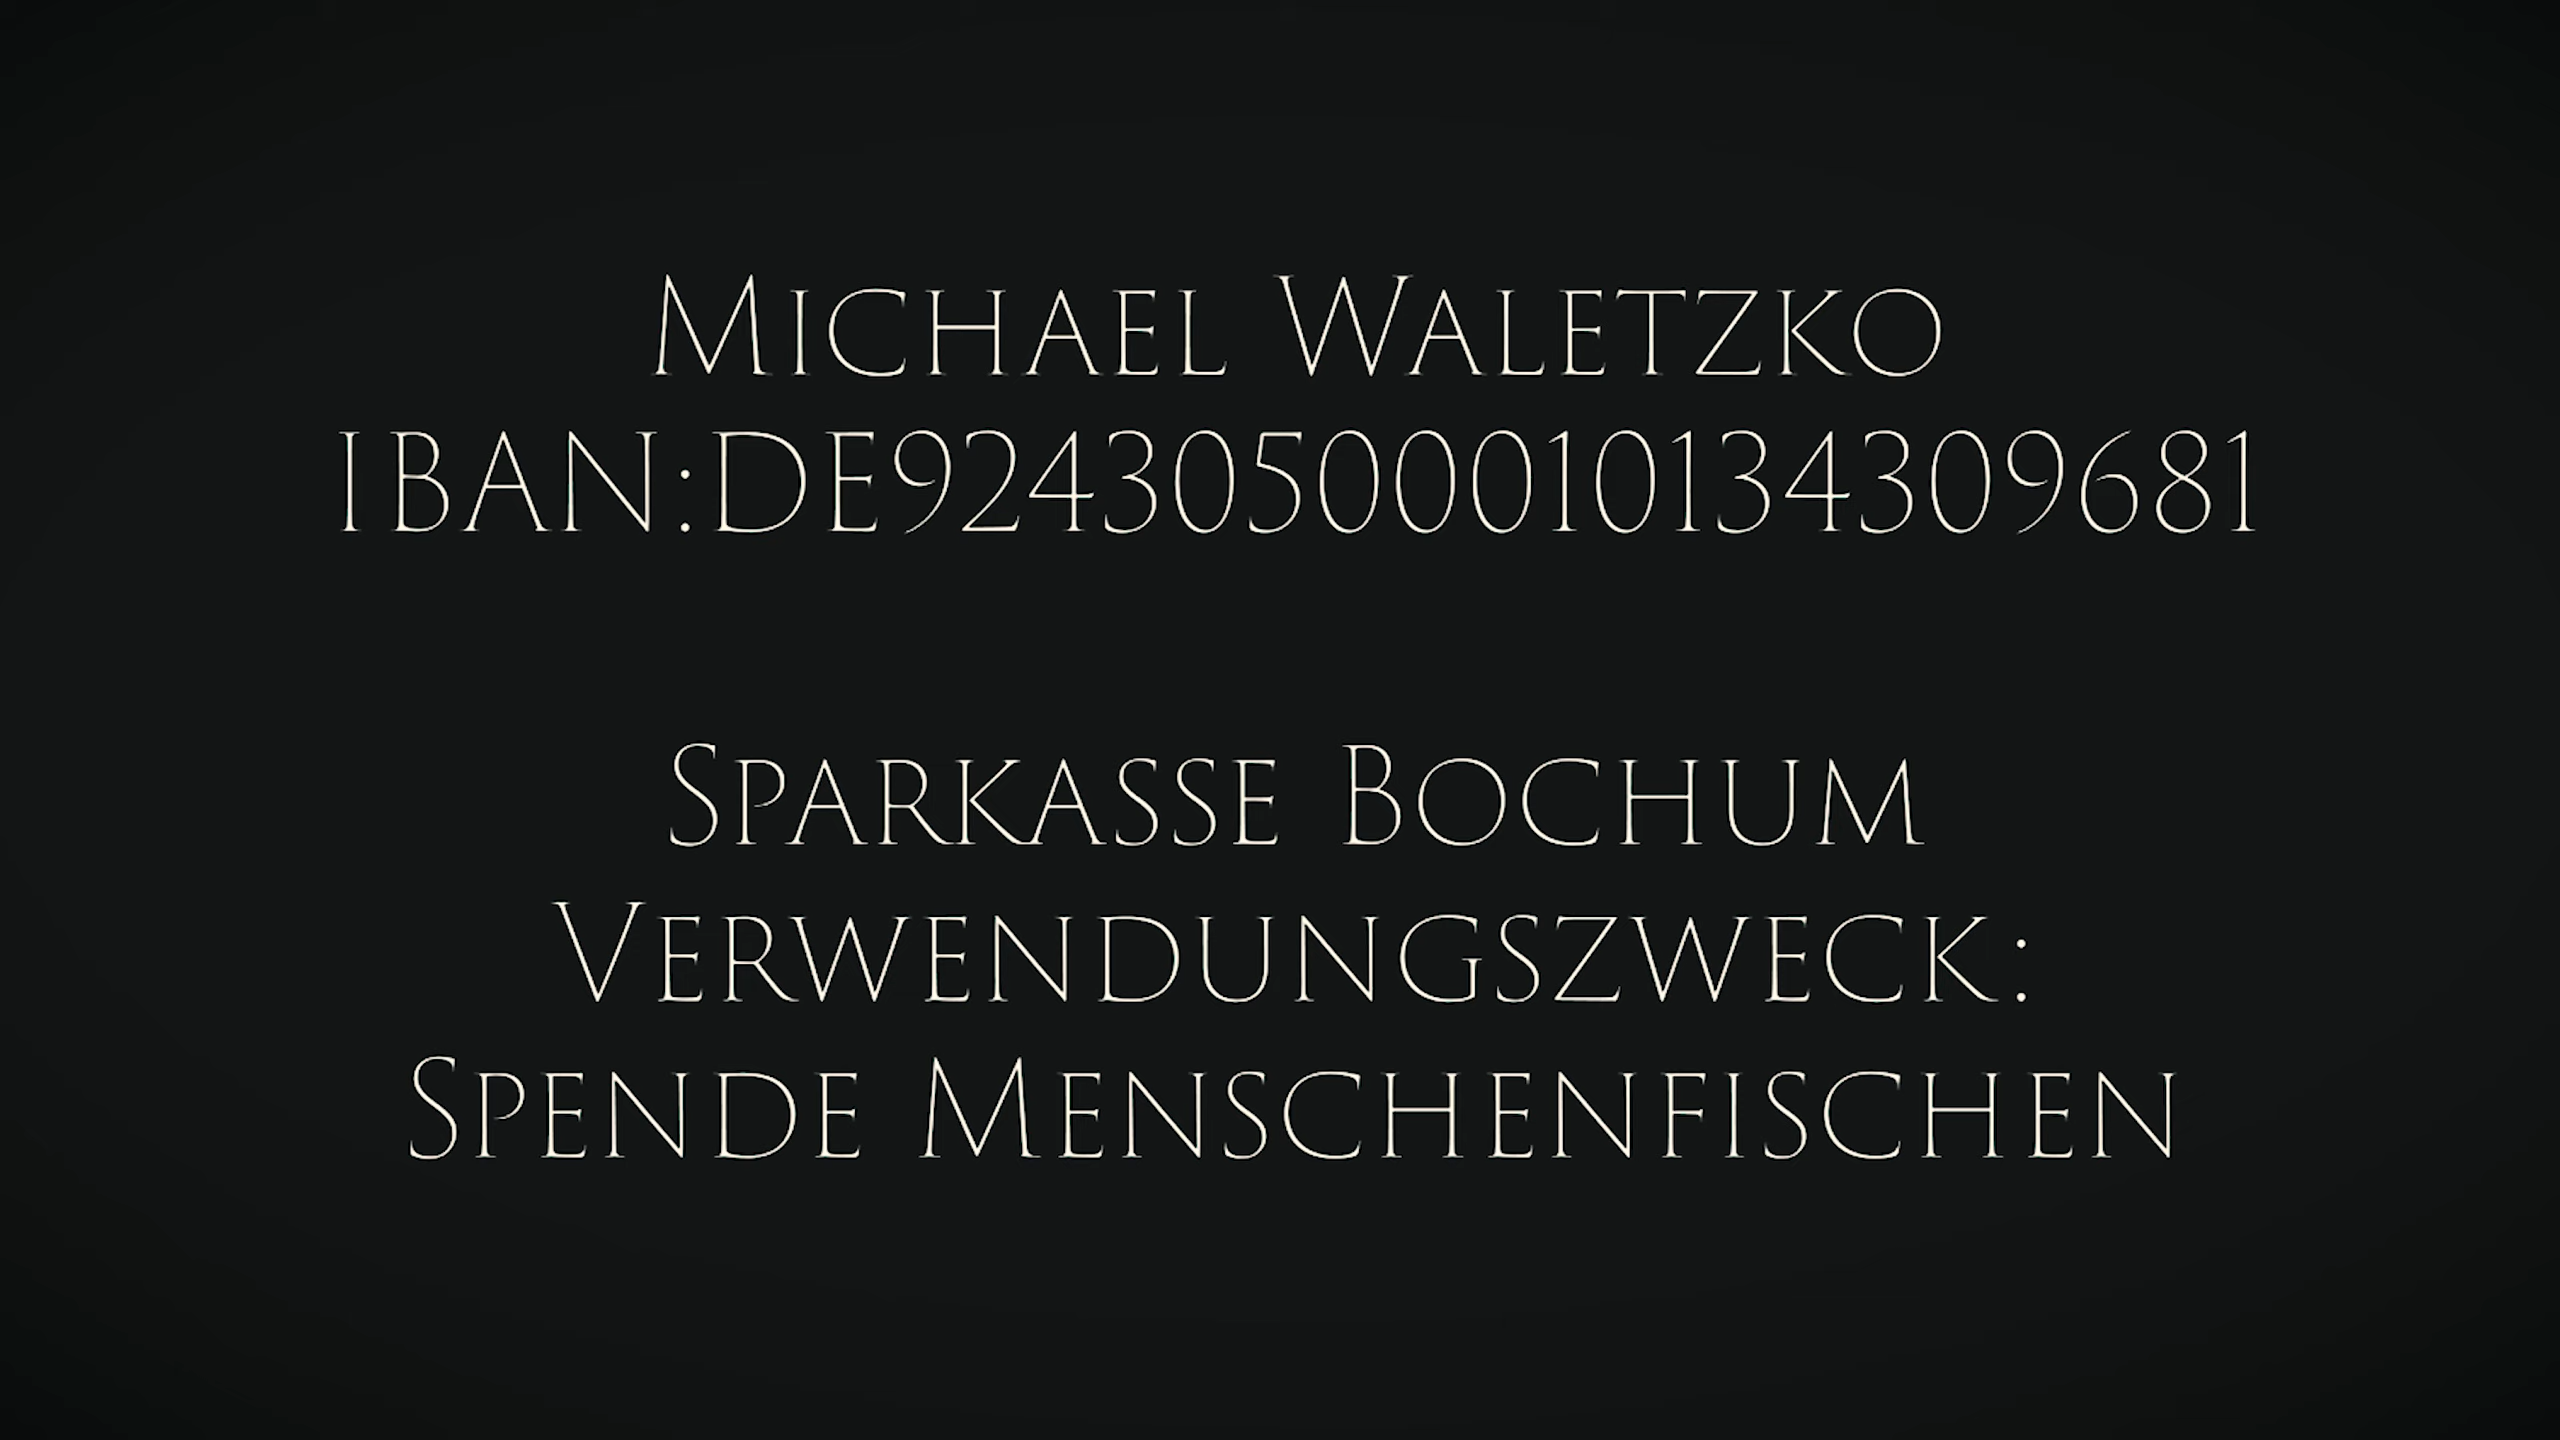 Michael Waletzko
IBAN:DE92430500010134309681
Sparkasse Bochum
Verwendungszweck:
Spende Menschenfischen